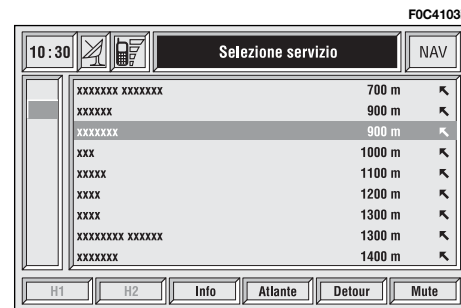 F0C4103
10:30 Selezione servizio NAV
xxxxxxx xxxxxxx 700 m
xxxxxx 900 m
xxxxxxx 900 m
xxx 1000 m
xxxxx 1100 m
xxxx 1200 m
xxxx 1300 m
xxxxxxxx xxxxxx 1300 m
xxxxxxx 1400 m
H1 H2 Info Atlante Detour Mute